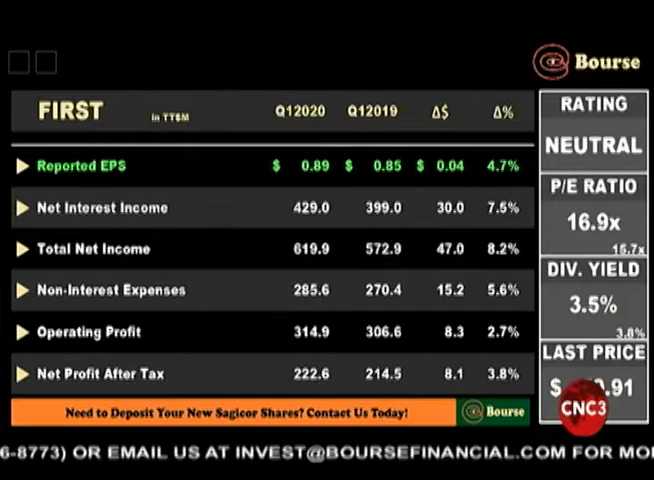 Bourse
FIRST in TT$M Q12020 Q12019 Δ$ Δ%
Reported EPS $ 0.89 $ 0.85 $ 0.04 4.7%
Net Interest Income 429.0 399.0 30.0 7.5%
Total Net Income 619.9 572.9 47.0 8.2%
Non-Interest Expenses 285.6 270.4 15.2 5.6%
Operating Profit 314.9 306.6 8.3 2.7%
Net Profit After Tax 222.6 214.5 8.1 3.8%
RATING
NEUTRAL
P/E RATIO
16.9x
15.7x
DIV. YIELD
3.5%
3.8%
LAST PRICE
$ .91
CNC3
Need to Deposit Your New Sagicor Shares? Contact Us Today!
Bourse
6-8773) OR EMAIL US AT INVEST@BOURSEFINANCIAL.COM FOR MO